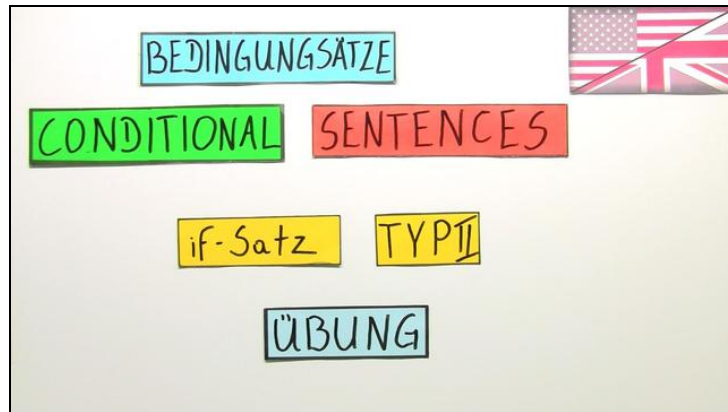 BEDINGUNGSÄTZE
CONDITIONAL SENTENCES
if-Satz TYP II
ÜBUNG